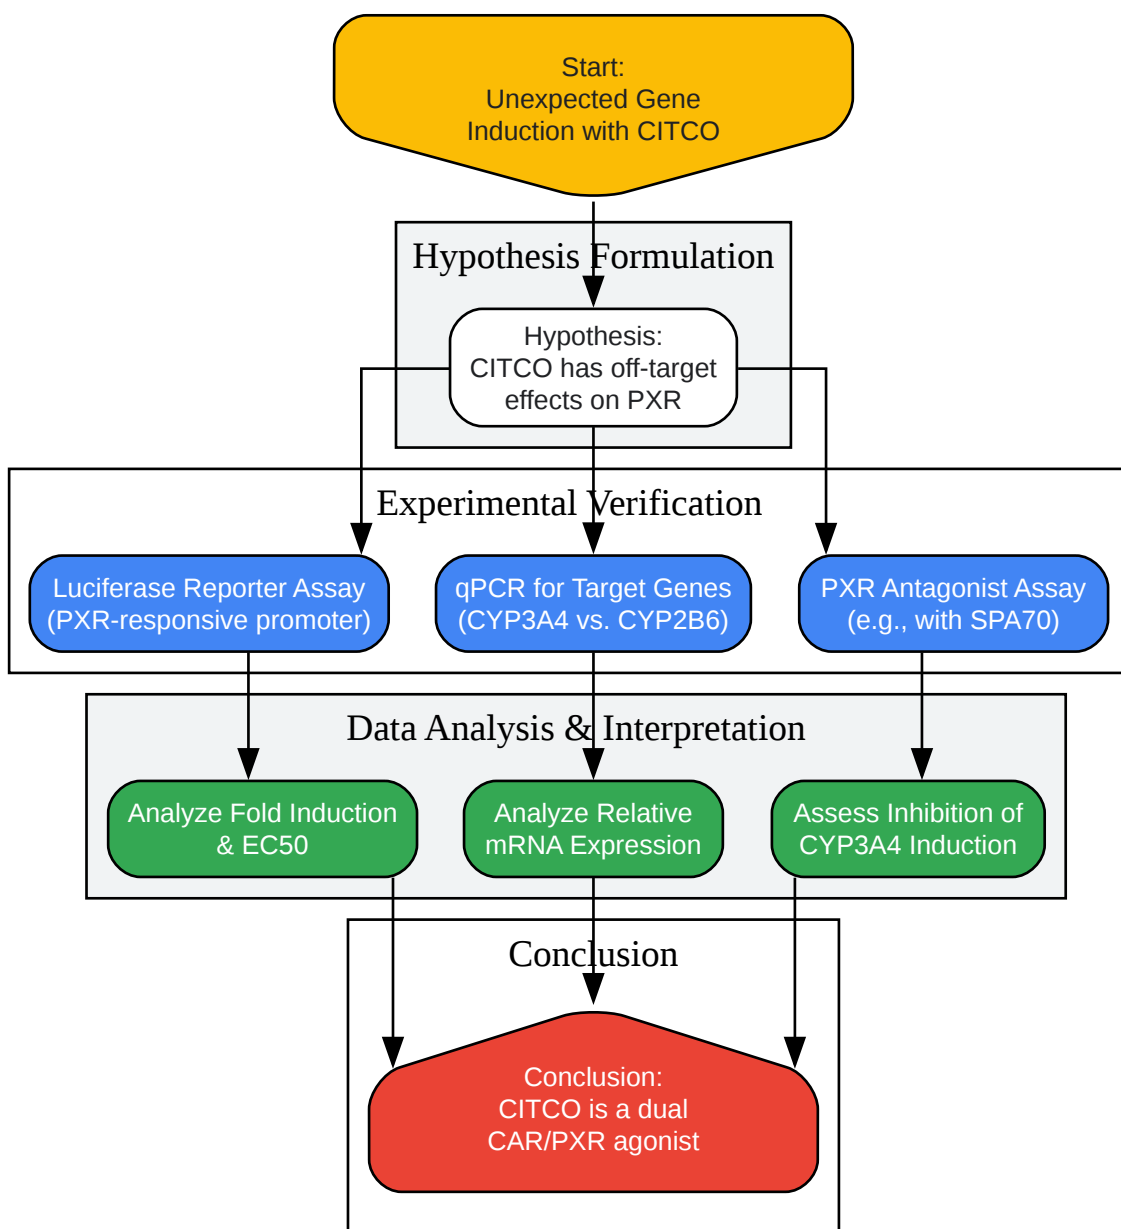 Start:
Unexpected Gene
Induction with CITCO
Hypothesis Formulation
Hypothesis:
CITCO has off-target
effects on PXR
Experimental Verification
Luciferase Reporter Assay
(PXR-responsive promoter)
qPCR for Target Genes
(CYP3A4 vs. CYP2B6)
PXR Antagonist Assay
(e.g., with SPA70)
Data Analysis & Interpretation
Analyze Fold Induction
& EC50
Analyze Relative
mRNA Expression
Assess Inhibition of
CYP3A4 Induction
Conclusion
Conclusion:
CITCO is a dual
CAR/PXR agonist